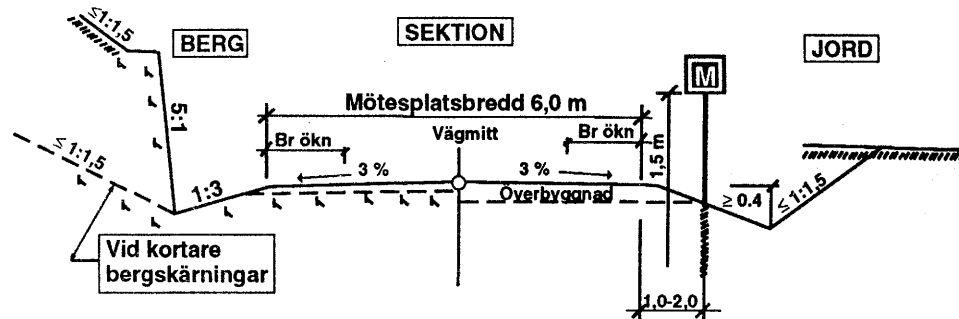 ≤1:1,5
BERG
SEKTION
JORD
M
5:1
Mötesplatsbredd 6,0 m
Br ökn
Vägmitt
Br ökn
1,5 m
≤ 1:1,5
1:3
3 %
3 %
Överbyggnad
≥ 0.4
≤ 1:1,5
Vid kortare
bergskärningar
1,0-2,0